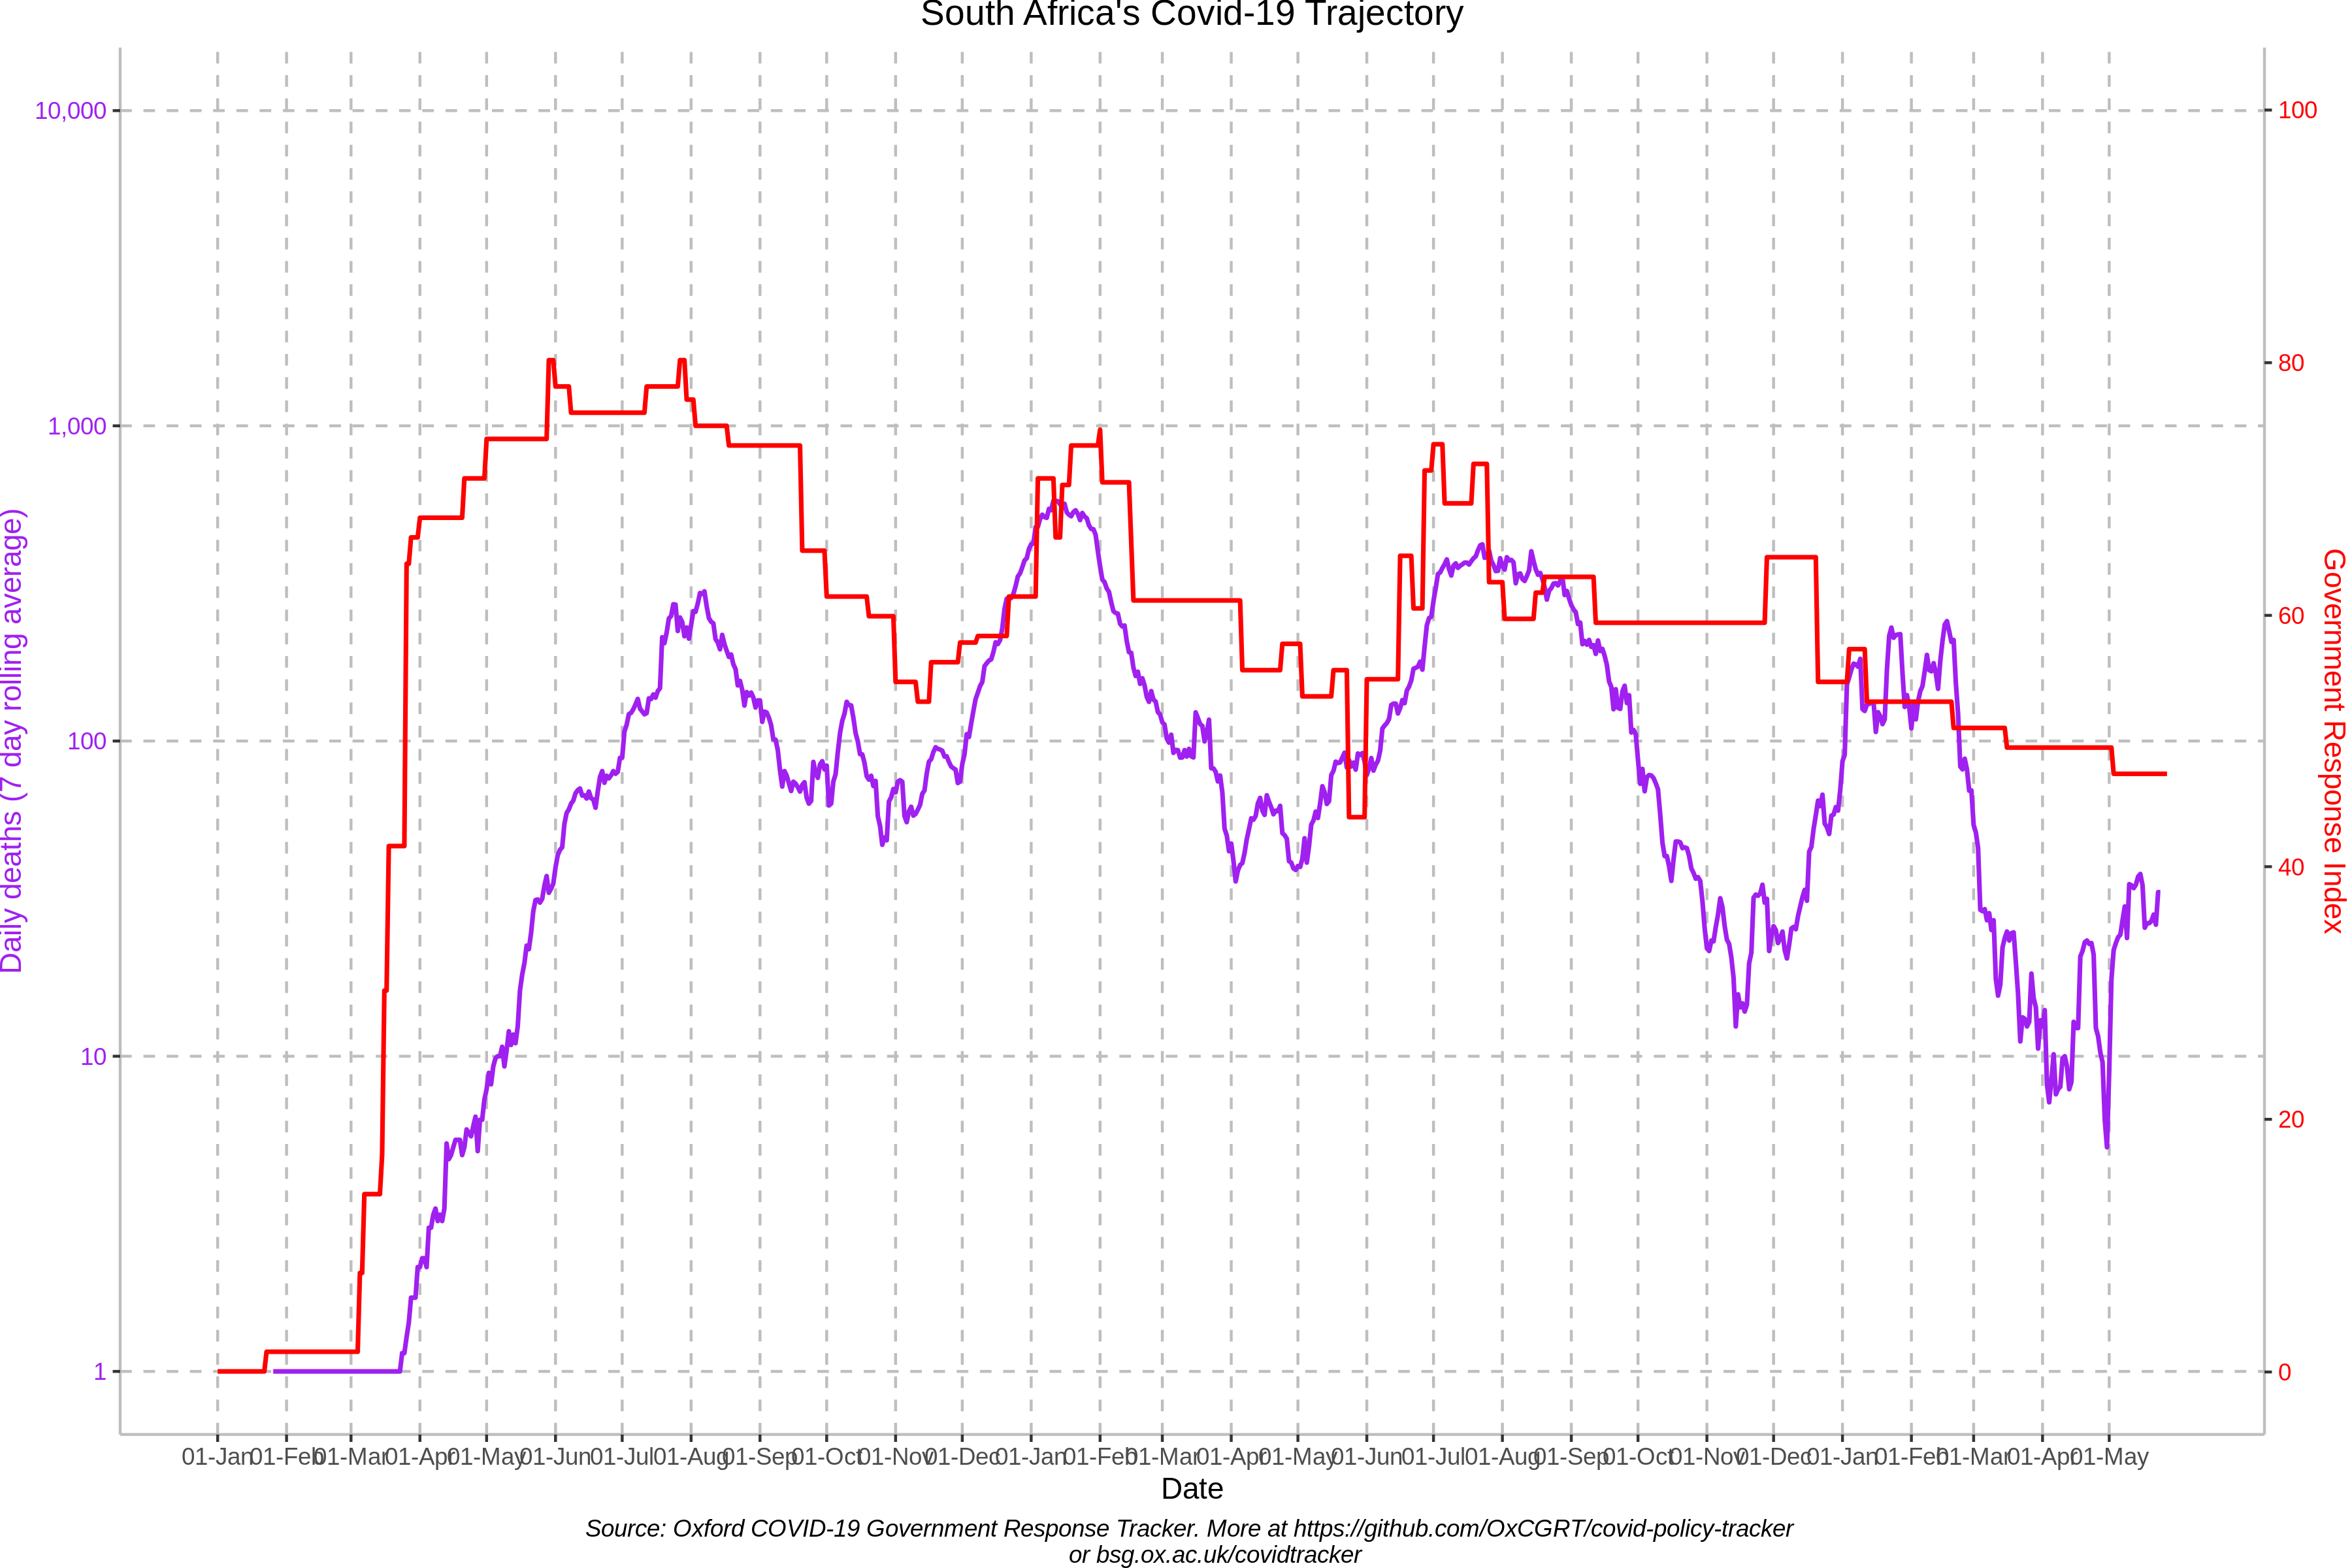 South Africa's Covid-19 Trajectory
10,000
1,000
100
10
1
Daily deaths (7 day rolling average)
100
80
60
40
20
0
Government Response Index
01-Jan 01-Feb 01-Mar 01-Apr 01-May 01-Jun 01-Jul 01-Aug 01-Sep 01-Oct 01-Nov 01-Dec 01-Jan 01-Feb 01-Mar 01-Apr 01-May 01-Jun 01-Jul 01-Aug 01-Sep 01-Oct 01-Nov 01-Dec 01-Jan 01-Feb 01-Mar 01-Apr 01-May
Date
Source: Oxford COVID-19 Government Response Tracker. More at https://github.com/OxCGRT/covid-policy-tracker
or bsg.ox.ac.uk/covidtracker